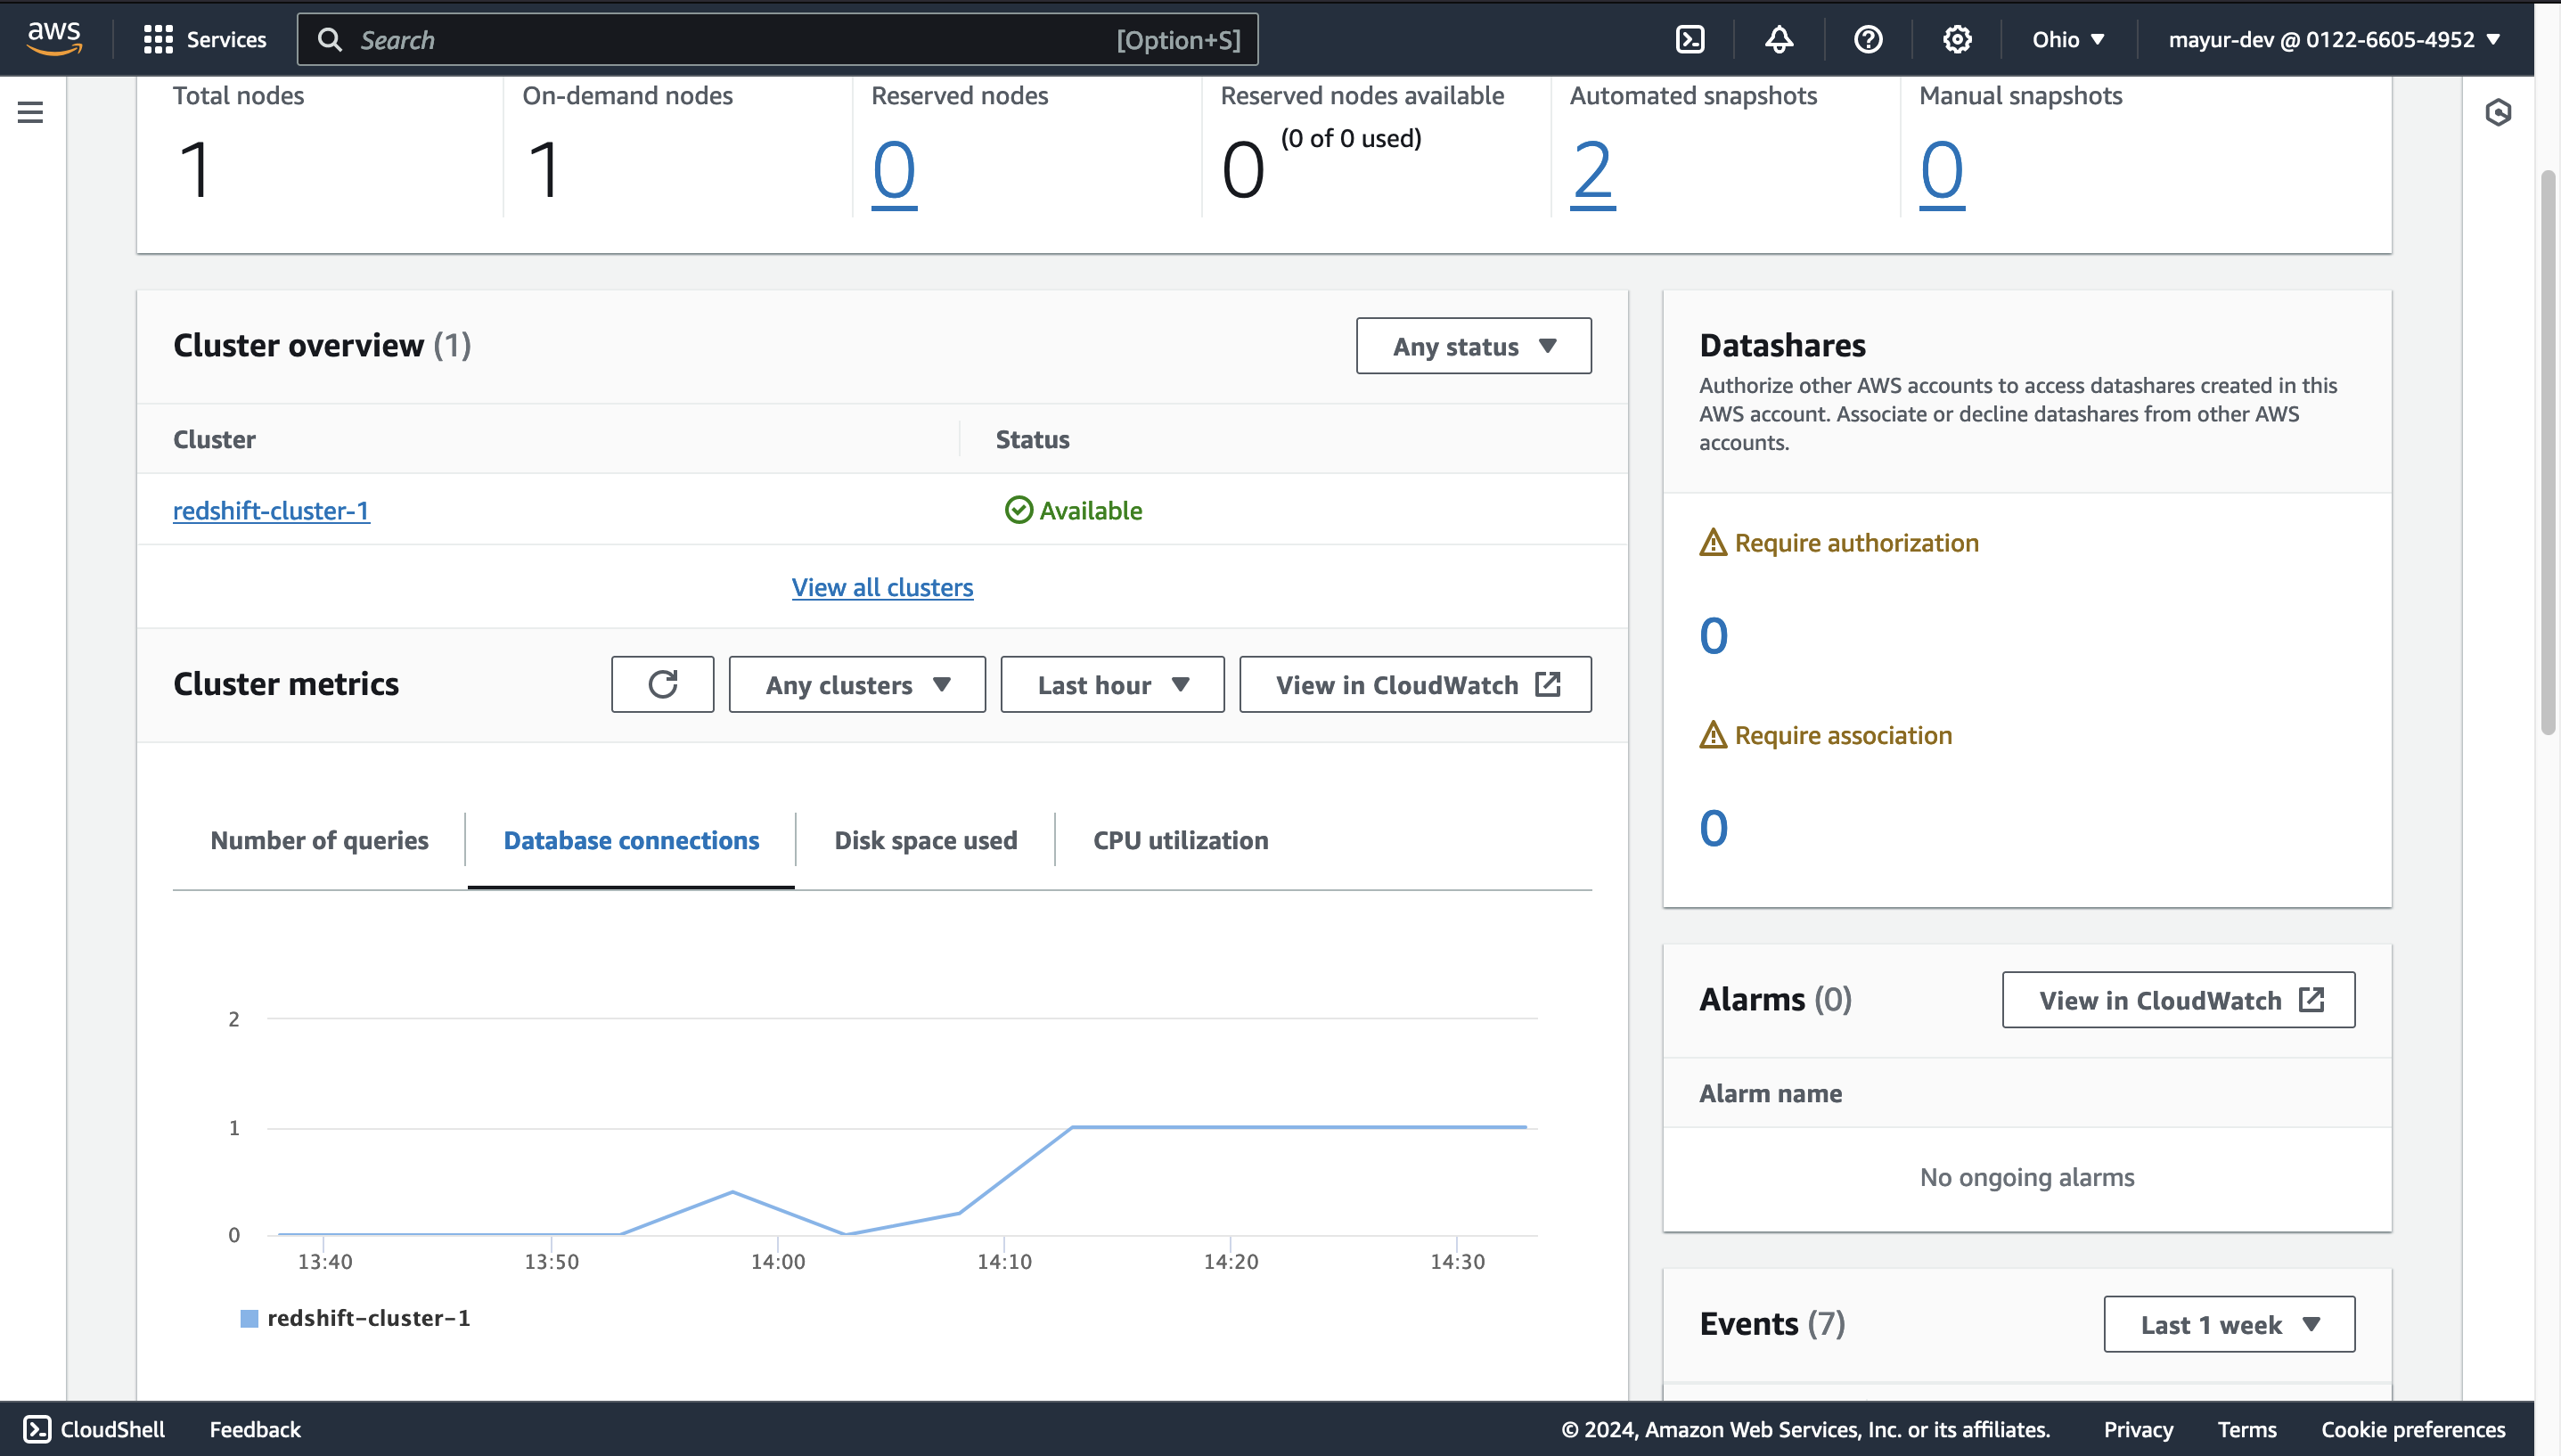 aws
Services
Search
[Option+S]
Ohio
mayur-dev @ 0122-6605-4952
Total nodes
1
On-demand nodes
1
Reserved nodes
0
Reserved nodes available
0 (0 of 0 used)
Automated snapshots
2
Manual snapshots
0
Cluster overview (1)
Any status
Cluster
Status
redshift-cluster-1
Available
View all clusters
Cluster metrics
Any clusters
Last hour
View in CloudWatch
Number of queries
Database connections
Disk space used
CPU utilization
2
1
0
13:40
13:50
14:00
14:10
14:20
14:30
redshift-cluster-1
Datashares
Authorize other AWS accounts to access datashares created in this
AWS account. Associate or decline datashares from other AWS
accounts.
Require authorization
0
Require association
0
Alarms (0)
View in CloudWatch
Alarm name
No ongoing alarms
Events (7)
Last 1 week
CloudShell
Feedback
© 2024, Amazon Web Services, Inc. or its affiliates.
Privacy
Terms
Cookie preferences